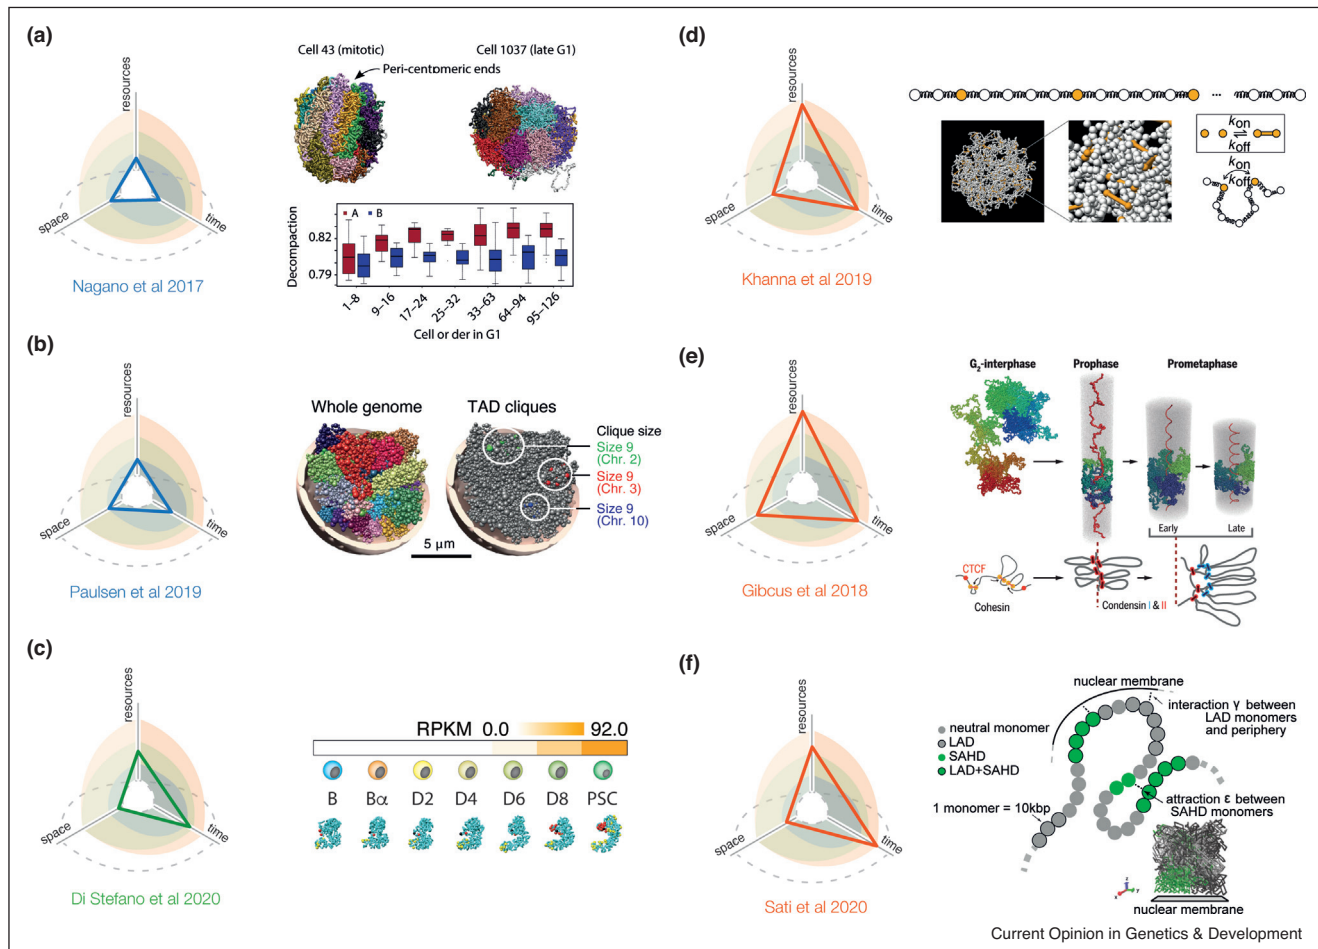 (a)
resources
space
time
Nagano et al 2017
Cell 43 (mitotic)
Cell 1037 (late G1)
Peri-centromeric ends
A
B
Decompaction
0.82
0.79
1–8
9–16
17–24
25–32
33–63
64–94
95–126
Cell or der in G1
(b)
resources
space
time
Paulsen et al 2019
Whole genome
TAD cliques
Clique size
Size 9
(Chr. 2)
Size 9
(Chr. 3)
Size 9
(Chr. 10)
5 μm
(c)
resources
space
time
Di Stefano et al 2020
RPKM 0.0 92.0
B
Bα
D2
D4
D6
D8
PSC
(d)
resources
space
time
Khanna et al 2019
...
kon
koff
kon
koff
(e)
resources
space
time
Gibcus et al 2018
G2-interphase
Prophase
Prometaphase
Early
Late
CTCF
Cohesin
Condensin I & II
(f)
resources
space
time
Sati et al 2020
nuclear membrane
interaction γ between
LAD monomers
and periphery
neutral monomer
LAD
SAHD
LAD+SAHD
1 monomer = 10kbp
attraction ε between
SAHD monomers
z
x
y
nuclear membrane
Current Opinion in Genetics & Development